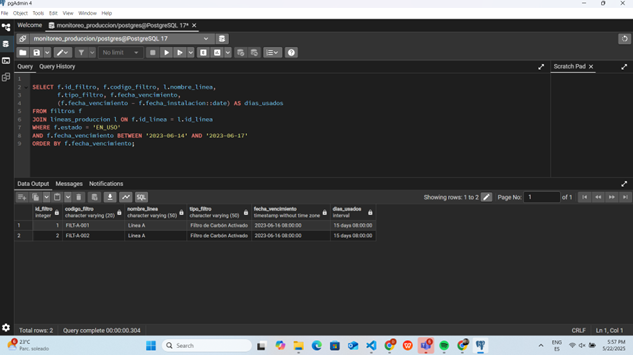 pgAdmin 4
File Object Tools Edit View Window Help
Welcome monitoreo_produccion/postgres@PostgreSQL 17*
monitoreo_produccion/postgres@PostgreSQL 17
No limit
Query Query History
Scratch Pad
1
2 SELECT f.id_filtro, f.codigo_filtro, l.nombre_linea,
3 f.tipo_filtro, f.fecha_vencimiento,
4 (f.fecha_vencimiento - f.fecha_instalacion::date) AS dias_usados
5 FROM filtros f
6 JOIN lineas_produccion l ON f.id_linea = l.id_linea
7 WHERE f.estado = 'EN_USO'
8 AND f.fecha_vencimiento BETWEEN '2023-06-14' AND '2023-06-17'
9 ORDER BY f.fecha_vencimiento;
Data Output Messages Notifications
SQL
Showing rows: 1 to 2
Page No: 1 of 1
id_filtro codigo_filtro nombre_linea tipo_filtro fecha_vencimiento dias_usados
integer character varying (20) character varying (50) character varying (50) timestamp without time zone interval
1 1 FILT-A-001 Línea A Filtro de Carbón Activado 2023-06-16 08:00:00 15 days 08:00:00
2 2 FILT-A-002 Línea A Filtro de Carbón Activado 2023-06-16 08:00:00 15 days 08:00:00
Total rows: 2 Query complete 00:00:00.304 CRLF Ln 1, Col 1
23°C
Parc. soleado
Search
ENG
ES
5:57 PM
5/22/2025